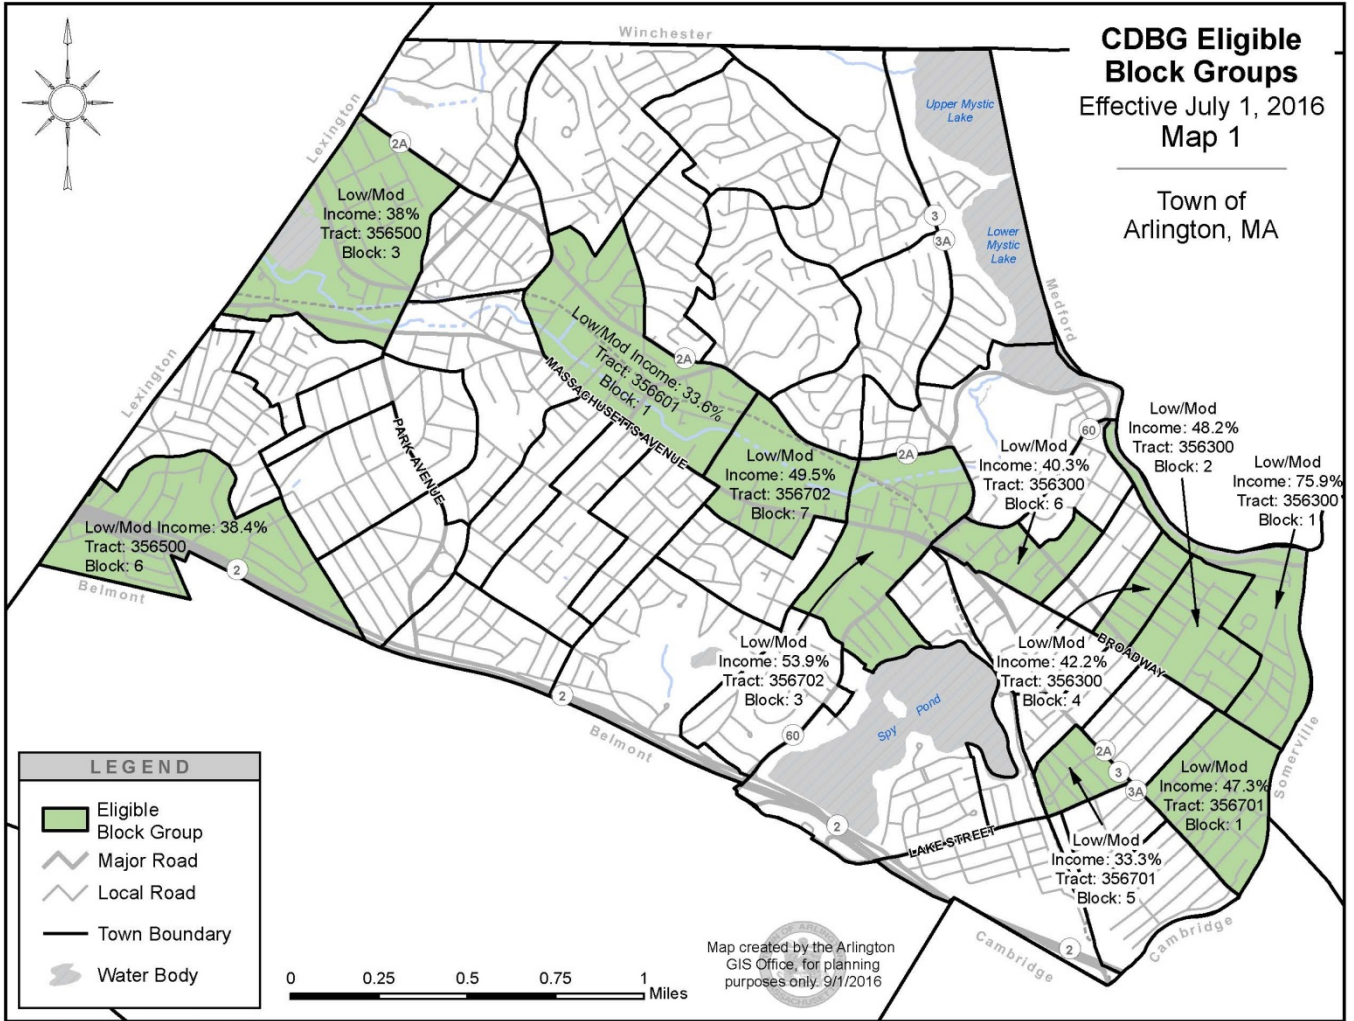 CDBG Eligible
Block Groups
Effective July 1, 2016
Map 1
Town of
Arlington, MA
Winchester
Lexington
Upper Mystic
Lake
2A
Low/Mod
Income: 38%
Tract: 356500
Block: 3
3
3A
Lower
Mystic
Lake
Medford
Lexington
Low/Mod Income: 33.6%
Tract: 356601
Block: 1
2A
MASSACHUSETTS AVENUE
PARK AVENUE
60
Low/Mod
Income: 48.2%
Tract: 356300
Block: 2
Low/Mod
Income: 75.9%
Tract: 356300
Block: 1
Low/Mod
Income: 40.3%
Tract: 356300
Block: 6
2A
Low/Mod
Income: 49.5%
Tract: 356702
Block: 7
Low/Mod Income: 38.4%
Tract: 356500
Block: 6
2
Belmont
Low/Mod
Income: 53.9%
Tract: 356702
Block: 3
Low/Mod
Income: 42.2%
Tract: 356300
Block: 4
BROADWAY
2
Belmont
60
Spy Pond
2A
3
3A
Low/Mod
Income: 47.3%
Tract: 356701
Block: 1
Somerville
2
LAKE STREET
Low/Mod
Income: 33.3%
Tract: 356701
Block: 5
Cambridge
2
Cambridge
LEGEND
Eligible
Block Group
Major Road
Local Road
Town Boundary
Water Body
0 0.25 0.5 0.75 1
Miles
Map created by the Arlington
GIS Office, for planning
purposes only. 9/1/2016